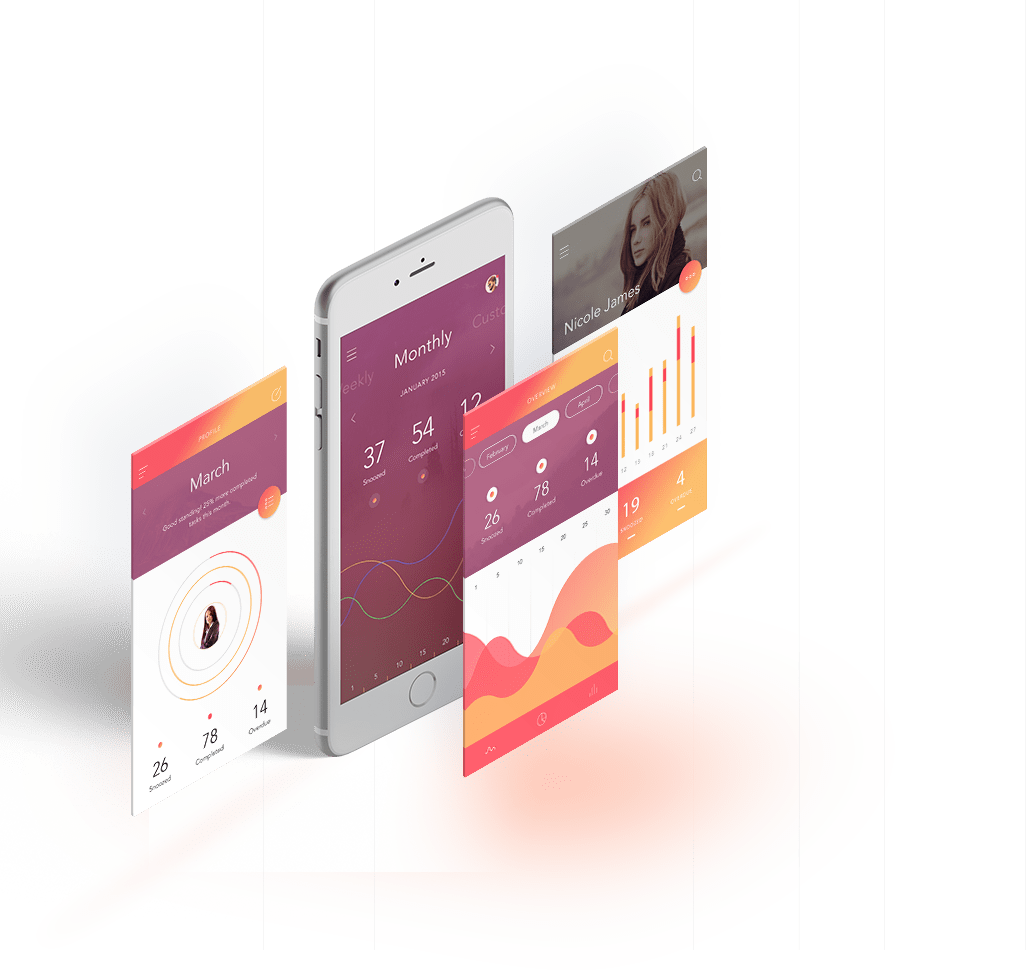 PROFILE
March
Good standing! 25% more completed
tasks this month.
26
Snoozed
78
Completed
14
Overdue
Weekly
Monthly
Custo
JANUARY 2015
37
Snoozed
54
Completed
12
1
5
10
15
20
OVERVIEW
February
March
April
26
Snoozed
78
Completed
14
Overdue
1
5
10
15
20
25
30
Nicole James
12
15
18
21
24
27
19
SNOOZED
4
OVERDUE